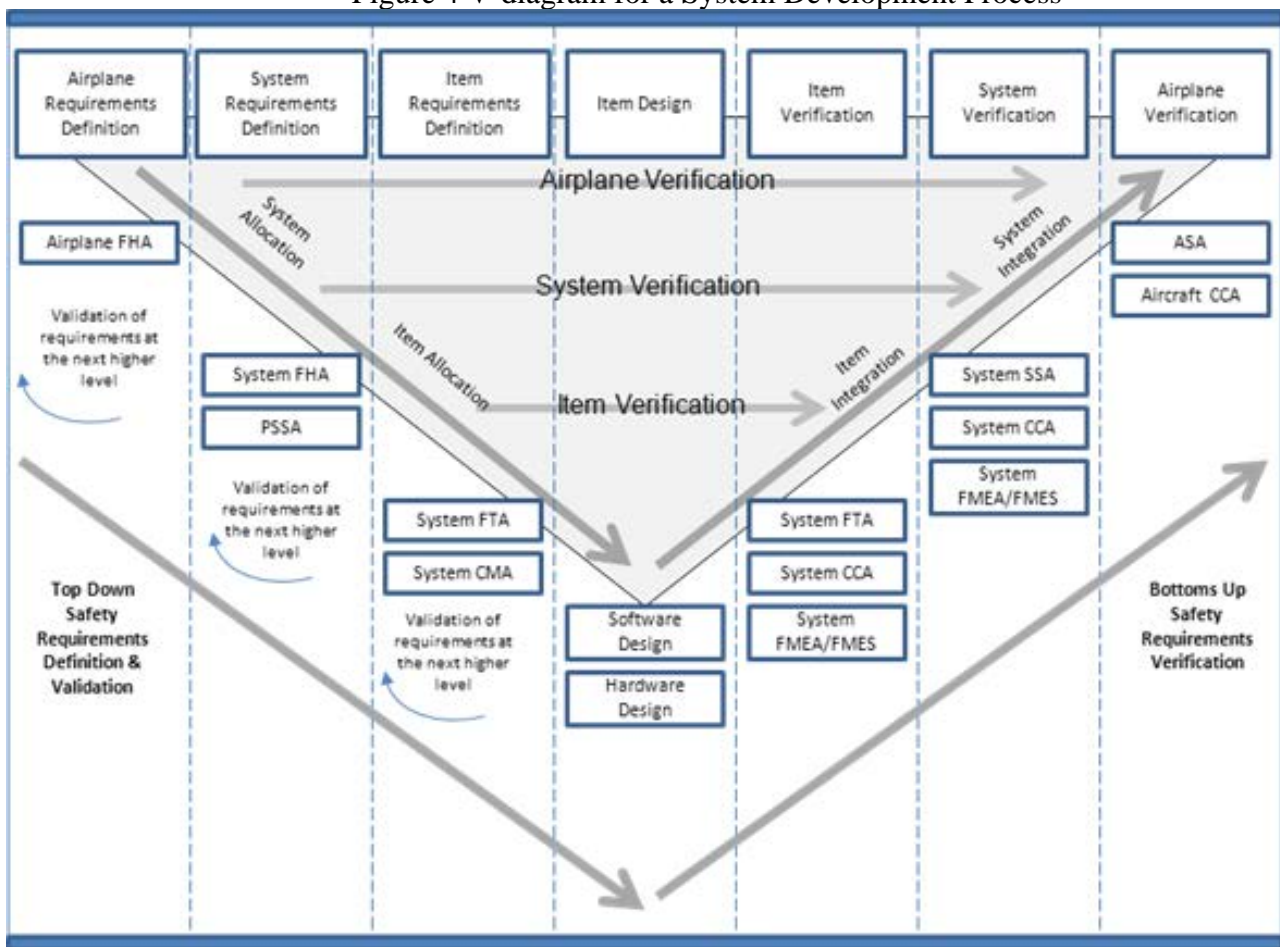 Figure 4 V-diagram for a System Development Process
Airplane
Requirements
Definition
System
Requirements
Definition
Item
Requirements
Definition
Item Design
Item
Verification
System
Verification
Airplane
Verification
Airplane Verification
System
Allocation
System
Integration
Airplane FHA
ASA
Aircraft CCA
System Verification
Validation of
requirements at
the next higher
level
Item Allocation
Item
Integration
System FHA
PSSA
System SSA
System CCA
System
FMEA/FMES
Item Verification
Validation of
requirements at
the next higher
level
System FTA
System CMA
System FTA
System CCA
System
FMEA/FMES
Top Down
Safety
Requirements
Definition &
Validation
Validation of
requirements at
the next higher
level
Software
Design
Hardware
Design
Bottoms Up
Safety
Requirements
Verification